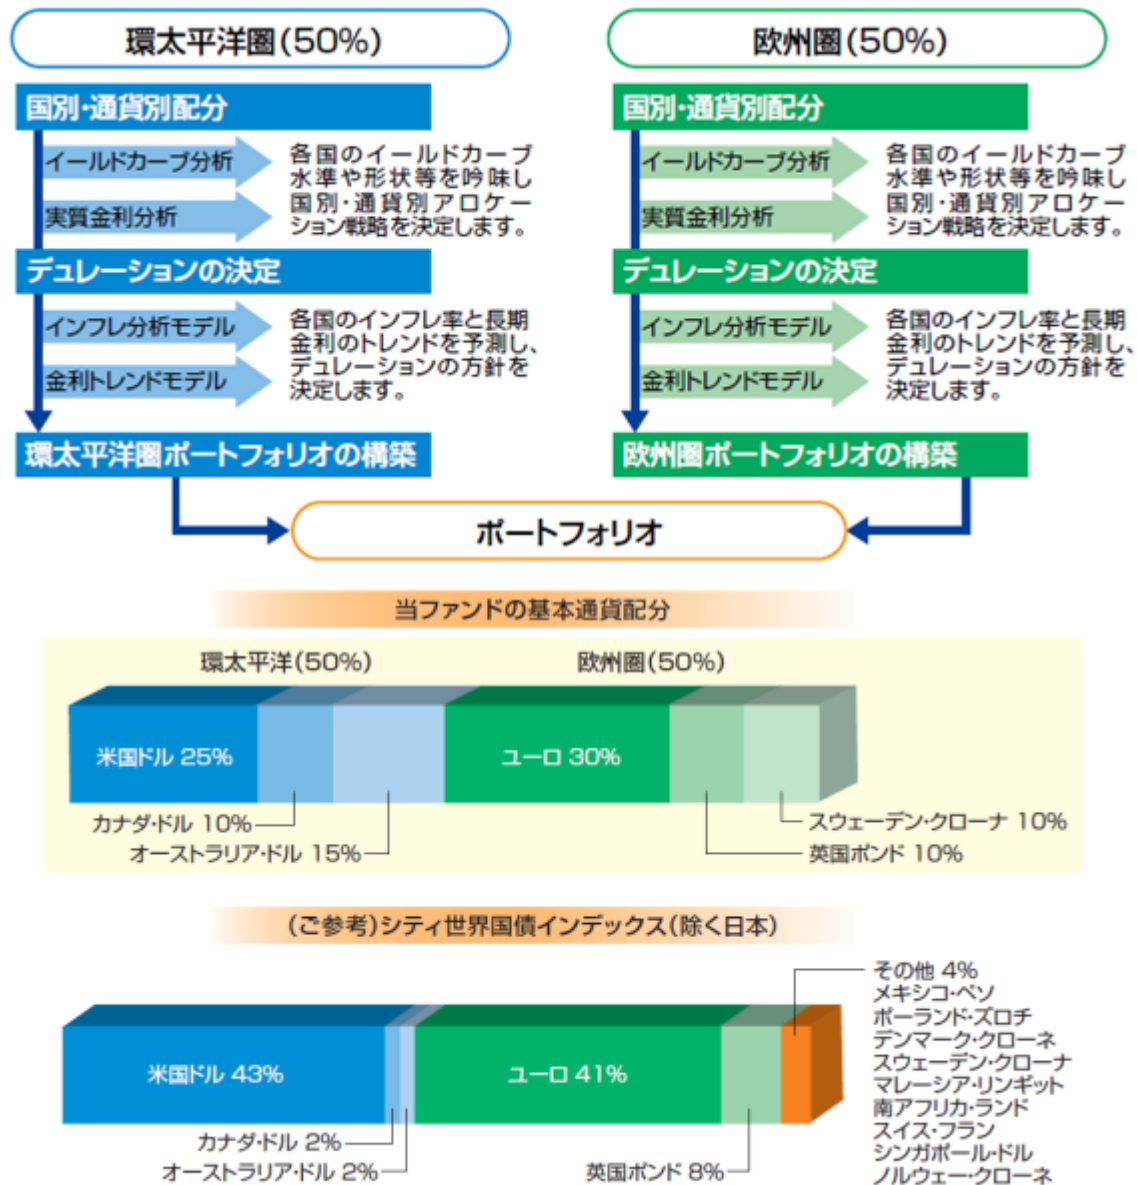 環太平洋圏(50%)
国別・通貨別配分
イールドカーブ分析
実質金利分析
各国のイールドカーブ
水準や形状等を吟味し
国別・通貨別アロケー
ション戦略を決定します。
デュレーションの決定
インフレ分析モデル
金利トレンドモデル
各国のインフレ率と長期
金利のトレンドを予測し、
デュレーションの方針を
決定します。
環太平洋圏ポートフォリオの構築
欧州圏(50%)
国別・通貨別配分
イールドカーブ分析
実質金利分析
各国のイールドカーブ
水準や形状等を吟味し
国別・通貨別アロケー
ション戦略を決定します。
デュレーションの決定
インフレ分析モデル
金利トレンドモデル
各国のインフレ率と長期
金利のトレンドを予測し、
デュレーションの方針を
決定します。
欧州圏ポートフォリオの構築
ポートフォリオ
当ファンドの基本通貨配分
環太平洋(50%)
欧州圏(50%)
米国ドル 25%
ユーロ 30%
カナダ・ドル 10%
オーストラリア・ドル 15%
スウェーデン・クローナ 10%
英国ポンド 10%
(ご参考)シティ世界国債インデックス(除く日本)
米国ドル 43%
ユーロ 41%
カナダ・ドル 2%
オーストラリア・ドル 2%
英国ポンド 8%
その他 4%
メキシコ・ペソ
ポーランド・ズロチ
デンマーク・クローネ
スウェーデン・クローナ
マレーシア・リンギット
南アフリカ・ランド
スイス・フラン
シンガポール・ドル
ノルウェー・クローネ